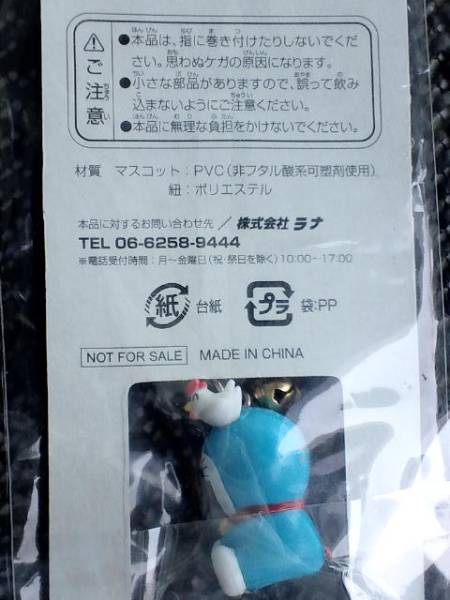 ⚠ご注意
●本品は、指に巻き付けたりしないでくだ
さい。思わぬケガの原因になります。
●小さな部品がありますので、誤って飲み
込まないようにご注意ください。
●本品に無理な負担をかけないでください。
材質 マスコット:PVC(非フタル酸系可塑剤使用)
紐:ポリエステル
本品に対するお問い合わせ先/株式会社 ラナ
TEL 06-6258-9444
※電話受付時間:月〜金曜日(祝・祭日を除く)10:00〜17:00
紙 台紙 プラ 袋:PP
NOT FOR SALE MADE IN CHINA